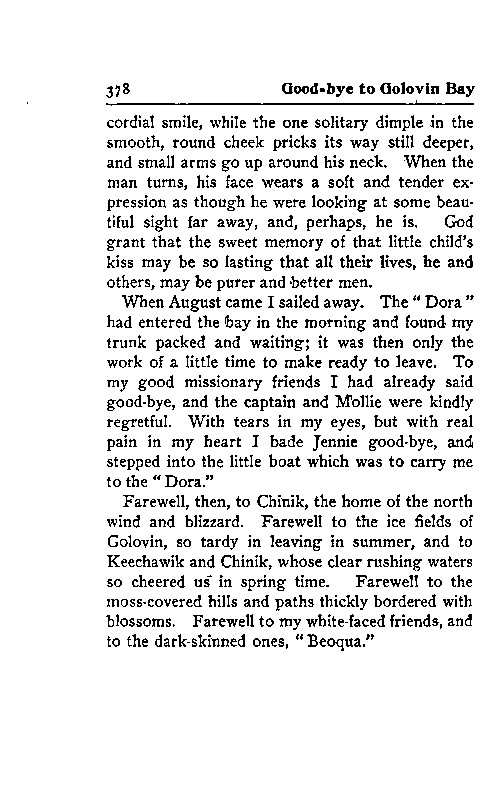 378 Good-bye to Golovin Bay
cordial smile, while the one solitary dimple in the
smooth, round cheek pricks its way still deeper,
and small arms go up around his neck. When the
man turns, his face wears a soft and tender ex-
pression as though he were looking at some beau-
tiful sight far away, and, perhaps, he is. God
grant that the sweet memory of that little child's
kiss may be so lasting that all their lives, he and
others, may be purer and better men.
When August came I sailed away. The “ Dora ”
had entered the bay in the morning and found my
trunk packed and waiting; it was then only the
work of a little time to make ready to leave. To
my good missionary friends I had already said
good-bye, and the captain and Mollie were kindly
regretful. With tears in my eyes, but with real
pain in my heart I bade Jennie good-bye, and
stepped into the little boat which was to carry me
to the “ Dora.”
Farewell, then, to Chinik, the home of the north
wind and blizzard. Farewell to the ice fields of
Golovin, so tardy in leaving in summer, and to
Keechawik and Chinik, whose clear rushing waters
so cheered us in spring time. Farewell to the
moss-covered hills and paths thickly bordered with
blossoms. Farewell to my white-faced friends, and
to the dark-skinned ones, “ Beoqua.”